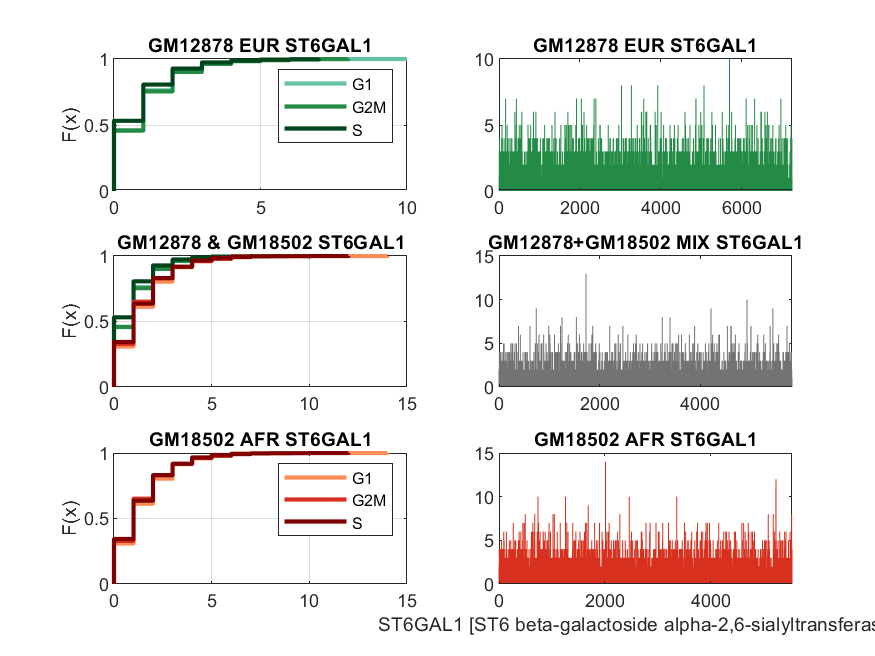 GM12878 EUR ST6GAL1
F(x)
1
0.5
0
0
5
10
G1
G2M
S
GM12878 EUR ST6GAL1
10
5
0
0
2000
4000
6000
GM12878 & GM18502 ST6GAL1
F(x)
1
0.5
0
0
5
10
15
GM12878+GM18502 MIX ST6GAL1
15
10
5
0
0
2000
4000
GM18502 AFR ST6GAL1
F(x)
1
0.5
0
0
5
10
15
G1
G2M
S
GM18502 AFR ST6GAL1
15
10
5
0
0
2000
4000
ST6GAL1 [ST6 beta-galactoside alpha-2,6-sialyltransferas